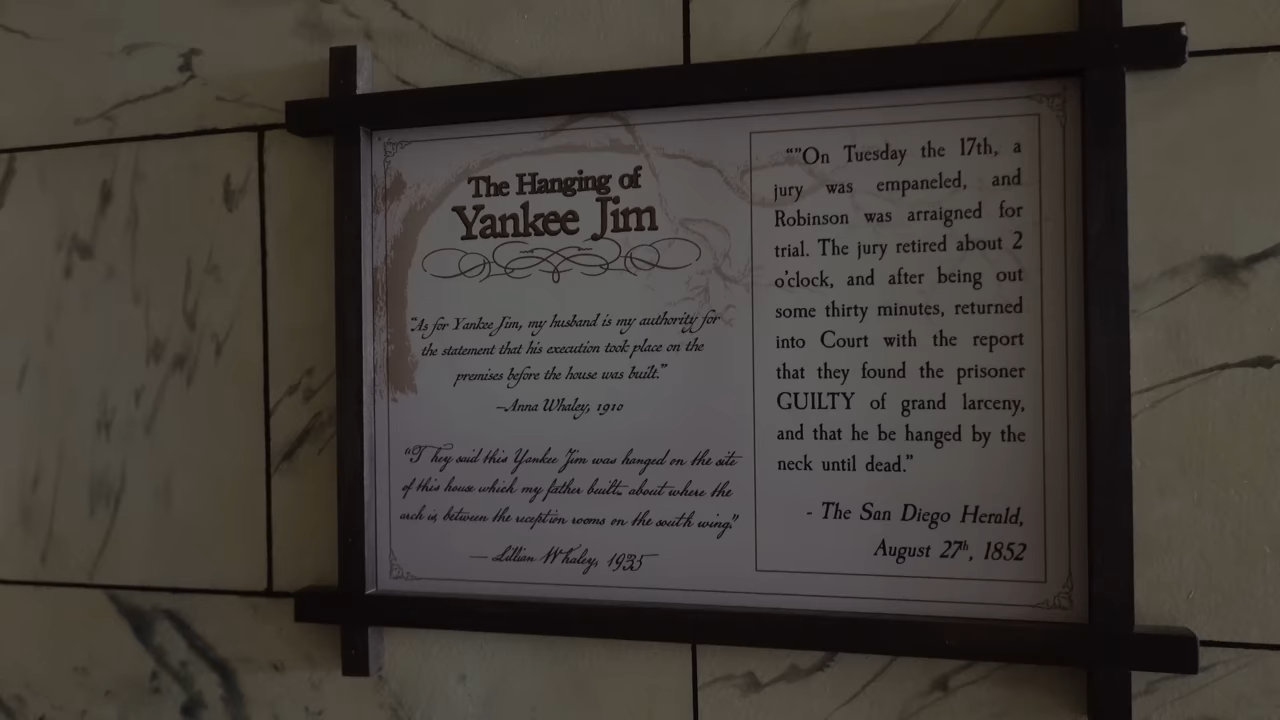 The Hanging of
Yankee Jim
"As for Yankee Jim, my husband is my authority for
the statement that his execution took place on the
premises before the house was built."
—Anna Whaley, 1910
"They said this Yankee Jim was hanged on the site
of this house which my father built... about where the
arch is, between the reception rooms on the south wing."
— Lillian Whaley, 1935
""On Tuesday the 17th, a
jury was empaneled, and
Robinson was arraigned for
trial. The jury retired about 2
o'clock, and after being out
some thirty minutes, returned
into Court with the report
that they found the prisoner
GUILTY of grand larceny,
and that he be hanged by the
neck until dead."
- The San Diego Herald,
August 27th, 1852